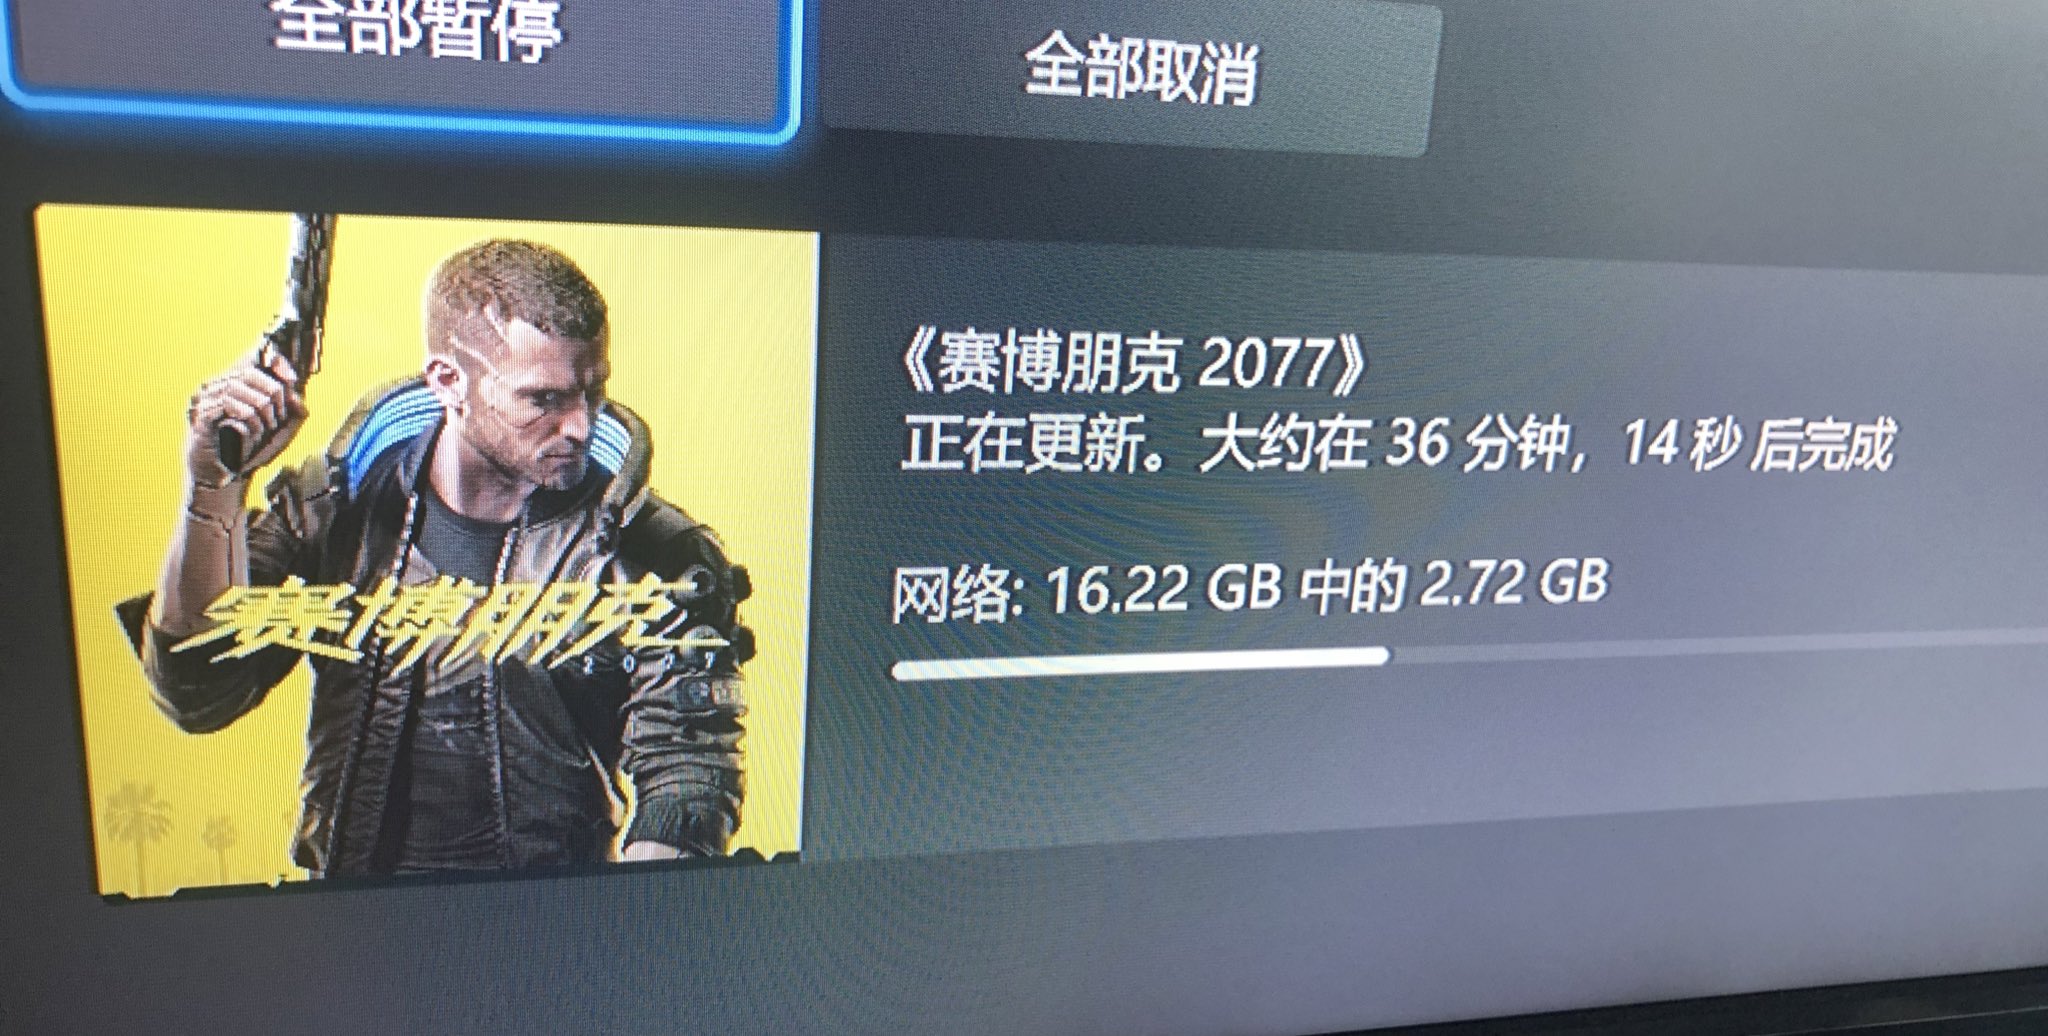 全部暂停
全部取消
《赛博朋克 2077》
正在更新。大约在 36 分钟，14 秒 后完成
网络: 16.22 GB 中的 2.72 GB
赛博朋克
2077